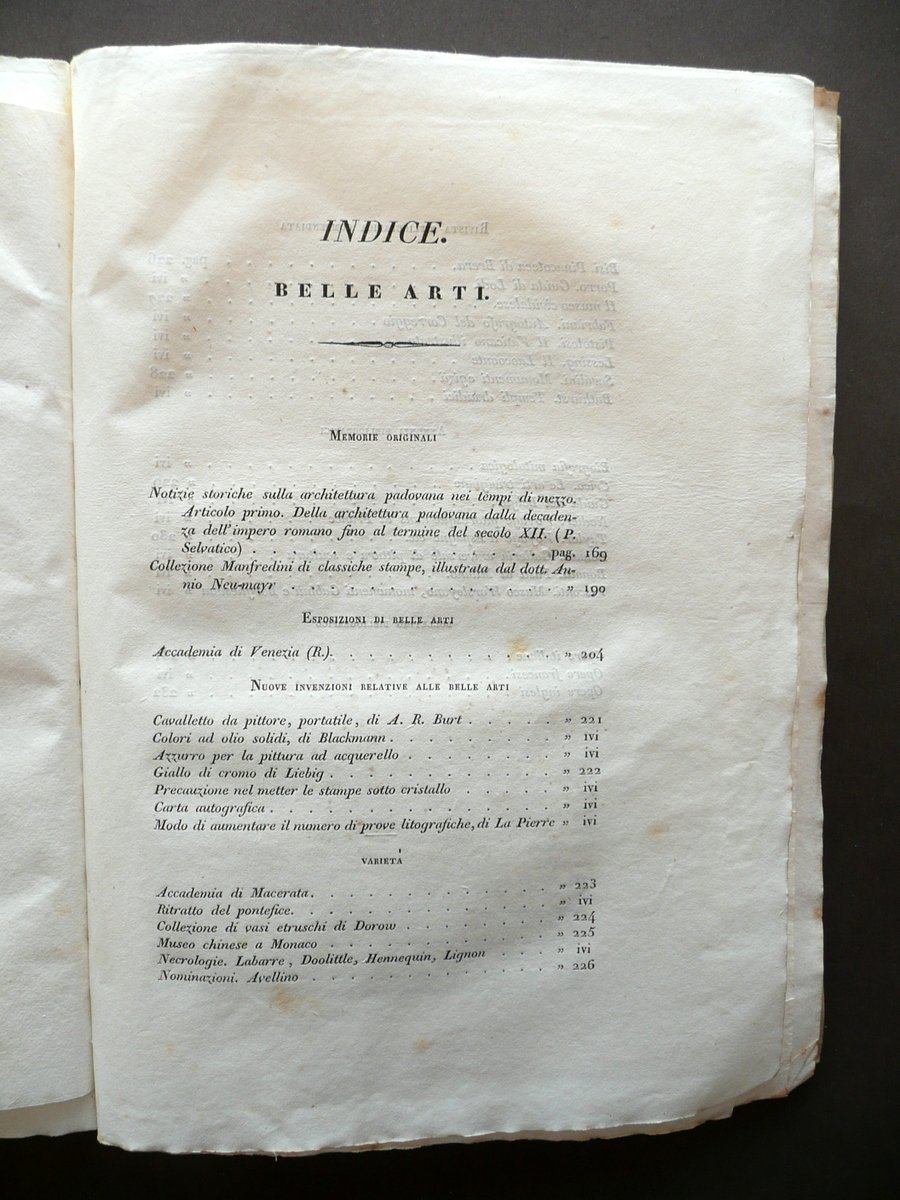 INDICE.
BELLE ARTI.
Memorie originali
Notizie storiche sulla architettura padovana nei tempi di mezzo.
Articolo primo. Della architettura padovana dalla decaden-
za dell'impero romano fino al termine del secolo XII. (P.
Selvatico) . . . . . . . . . . . . . . . pag. 169
Collezione Manfredini di classiche stampe, illustrata dal dott. An-
nio Neu-mayr . . . . . . . . . . . . . . . „ 190
Esposizioni di belle arti
Accademia di Venezia (R.). . . . . . . . . . . „ 204
Nuove invenzioni relative alle belle arti
Cavalletto da pittore, portatile, di A. R. Burt . . . . . „ 221
Colori ad olio solidi, di Blackmann . . . . . . . . „ ivi
Azzurro per la pittura ad acquerello . . . . . . . „ ivi
Giallo di cromo di Liebig . . . . . . . . . . . „ 222
Precauzione nel metter le stampe sotto cristallo . . . . . „ ivi
Carta autografica . . . . . . . . . . . . . „ ivi
Modo di aumentare il numero di prove litografiche, di La Pierre „ ivi
varietà
Accademia di Macerata . . . . . . . . . . . „ 223
Ritratto del pontefice. . . . . . . . . . . . „ ivi
Collezione di vasi etruschi di Dorow . . . . . . . „ 224
Museo chinese a Monaco . . . . . . . . . . . „ 225
Necrologie. Labarre, Doolittle, Hennequin, Lignon . . . „ ivi
Nominazioni. Avellino . . . . . . . . . . . „ 226